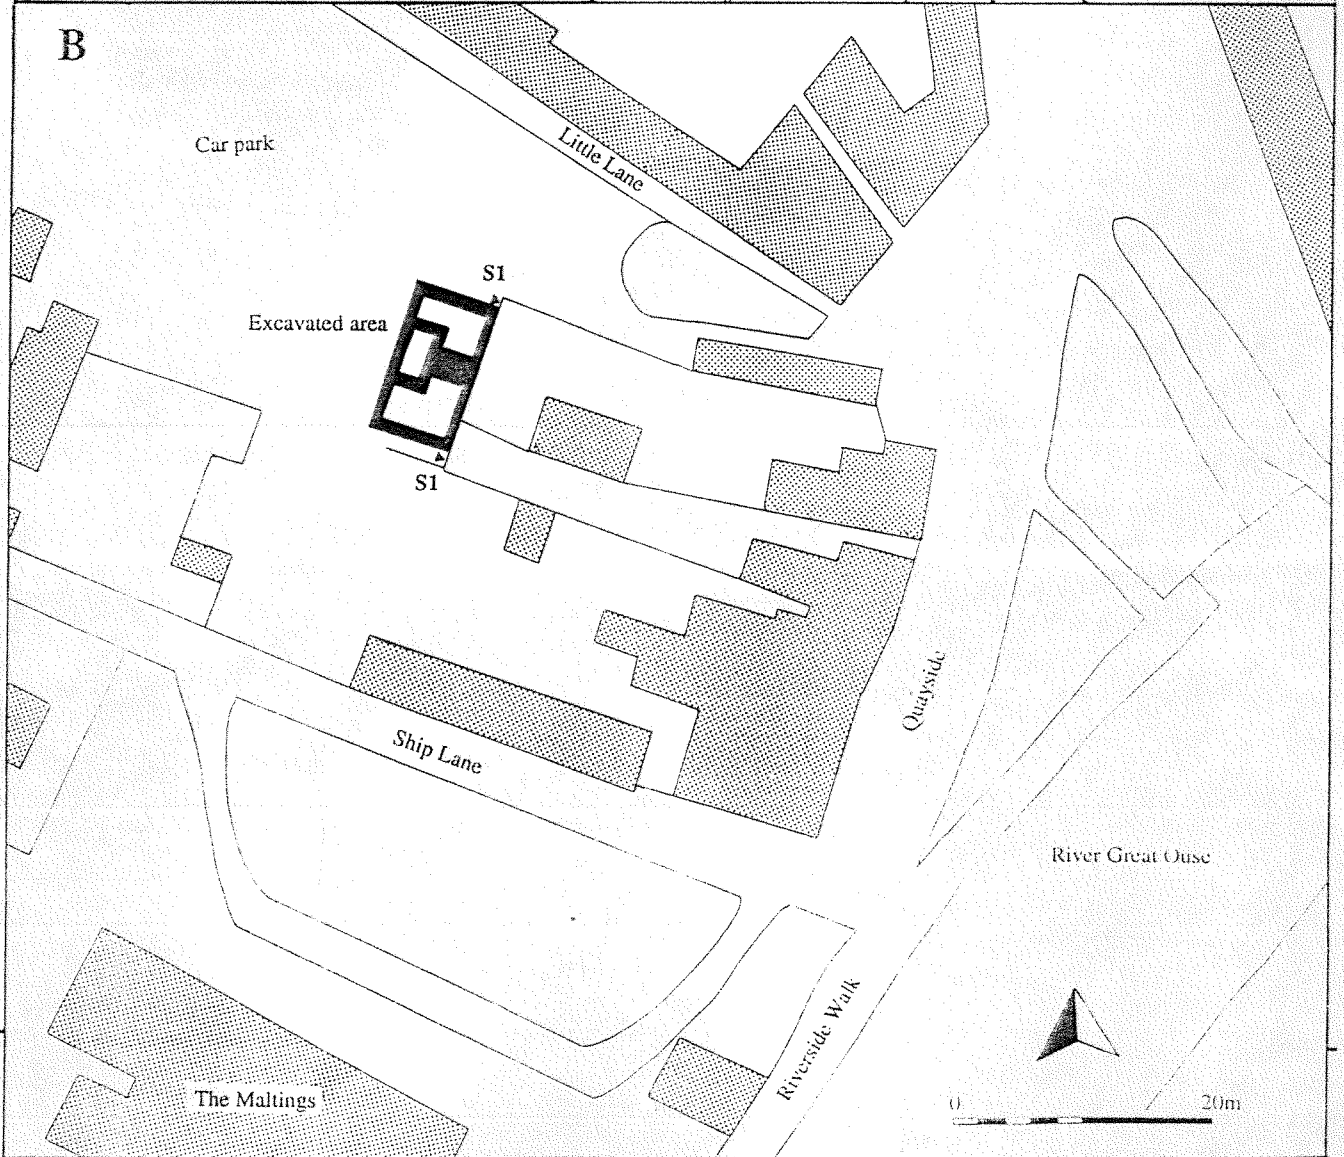 B
Car park
Little Lane
S1
Excavated area
S1
Quayside
Ship Lane
River Great Ouse
Riverside Walk
The Maltings
0 20m